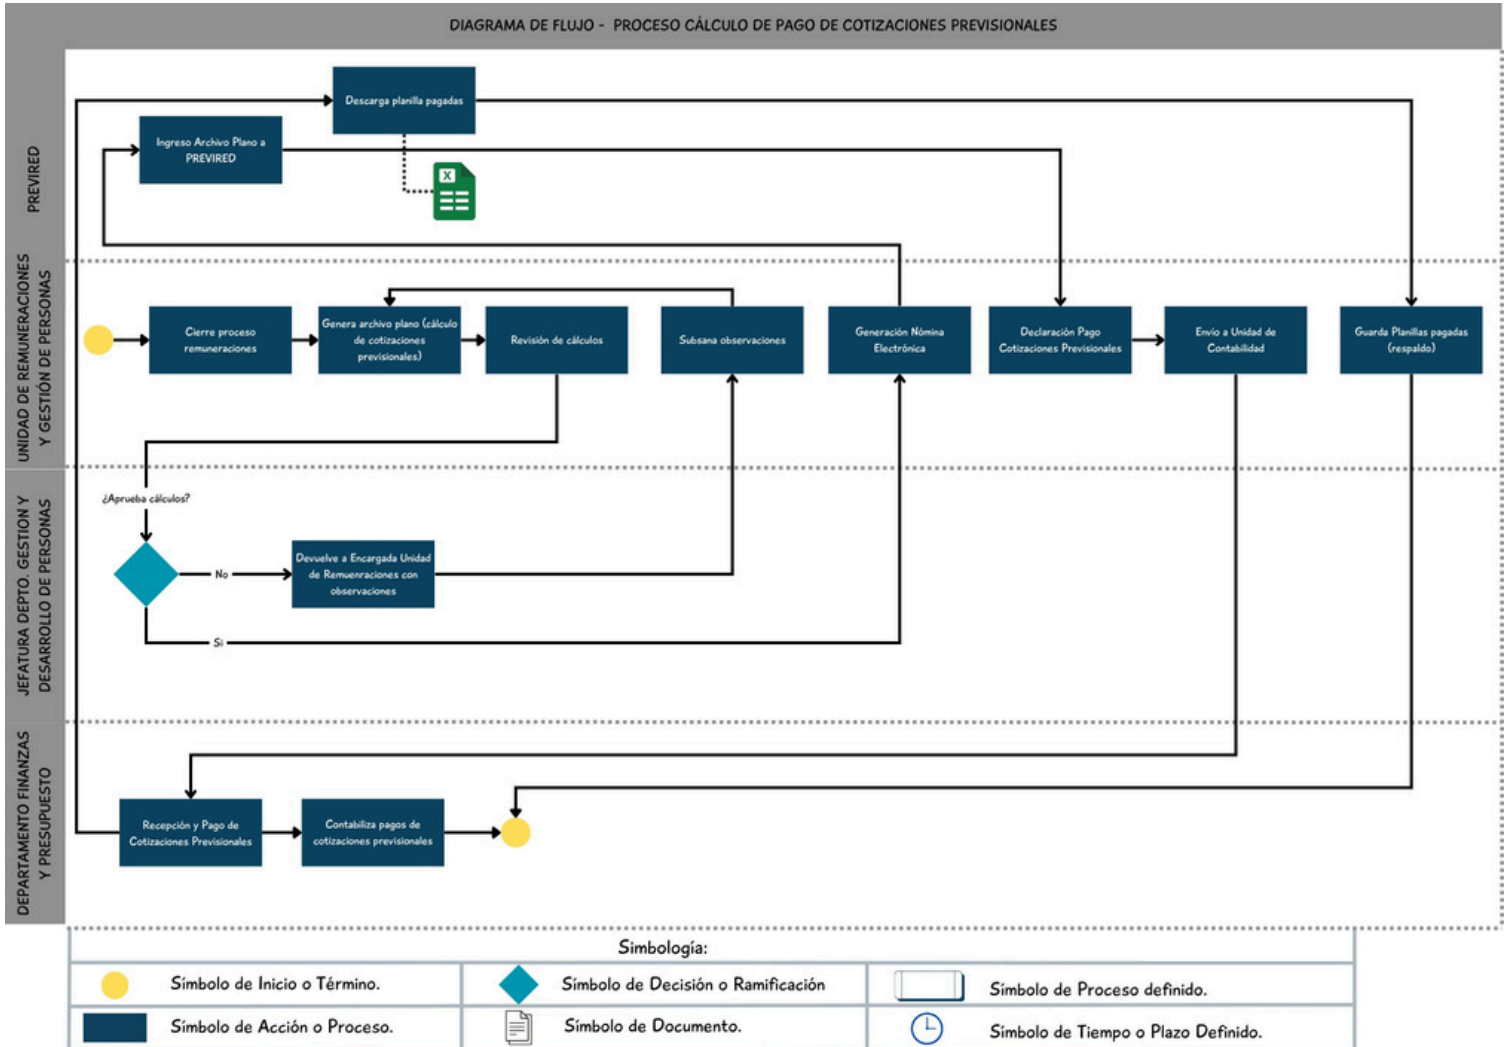 DIAGRAMA DE FLUJO - PROCESO CÁLCULO DE PAGO DE COTIZACIONES PREVISIONALES
PREVIRED
Descarga planilla pagadas
Ingreso Archivo Plano a
PREVIRED
UNIDAD DE REMUNERACIONES
Y GESTIÓN DE PERSONAS
Cierre proceso
remuneraciones
Genera archivo plano (cálculo
de cotizaciones
previsionales)
Revisión de cálculos
Subsana observaciones
Generación Nómina
Electrónica
Declaración Pago
Cotizaciones Previsionales
Envío a Unidad de
Contabilidad
Guarda Planillas pagadas
(respaldo)
JEFATURA DEPTO. GESTION Y
DESARROLLO DE PERSONAS
¿Aprueba cálculos?
No
Devuelve a Encargada Unidad
de Remuenraciones con
observaciones
Si
DEPARTAMENTO FINANZAS
Y PRESUPUESTO
Recepción y Pago de
Cotizaciones Previsionales
Contabiliza pagos de
cotizaciones previsionales
Simbología:
Símbolo de Inicio o Término.
Símbolo de Decisión o Ramificación
Símbolo de Proceso definido.
Símbolo de Acción o Proceso.
Símbolo de Documento.
Símbolo de Tiempo o Plazo Definido.